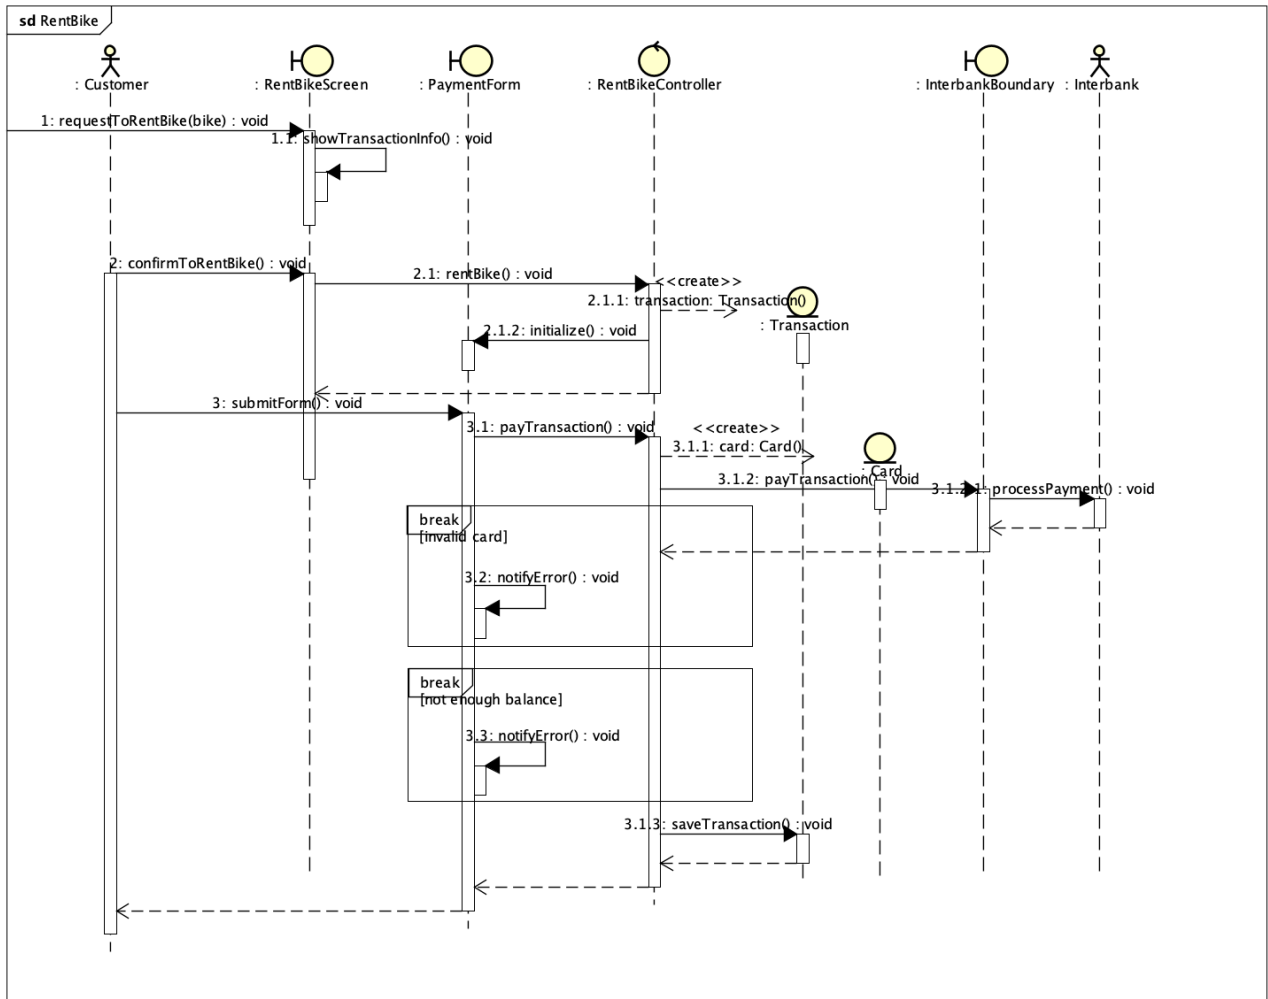 sd RentBike
: Customer
: RentBikeScreen
: PaymentForm
: RentBikeController
: InterbankBoundary
: Interbank
1: requestToRentBike(bike) : void
1.1: showTransactionInfo() : void
2: confirmToRentBike() : void
2.1: rentBike() : void
<<create>>
2.1.1: transaction: Transaction()
: Transaction
2.1.2: initialize() : void
3: submitForm() : void
3.1: payTransaction() : void
<<create>>
3.1.1: card: Card()
: Card
3.1.2: payTransaction() : void
3.1.2.1: processPayment() : void
break
[invalid card]
3.2: notifyError() : void
break
[not enough balance]
3.3: notifyError() : void
3.1.3: saveTransaction() : void